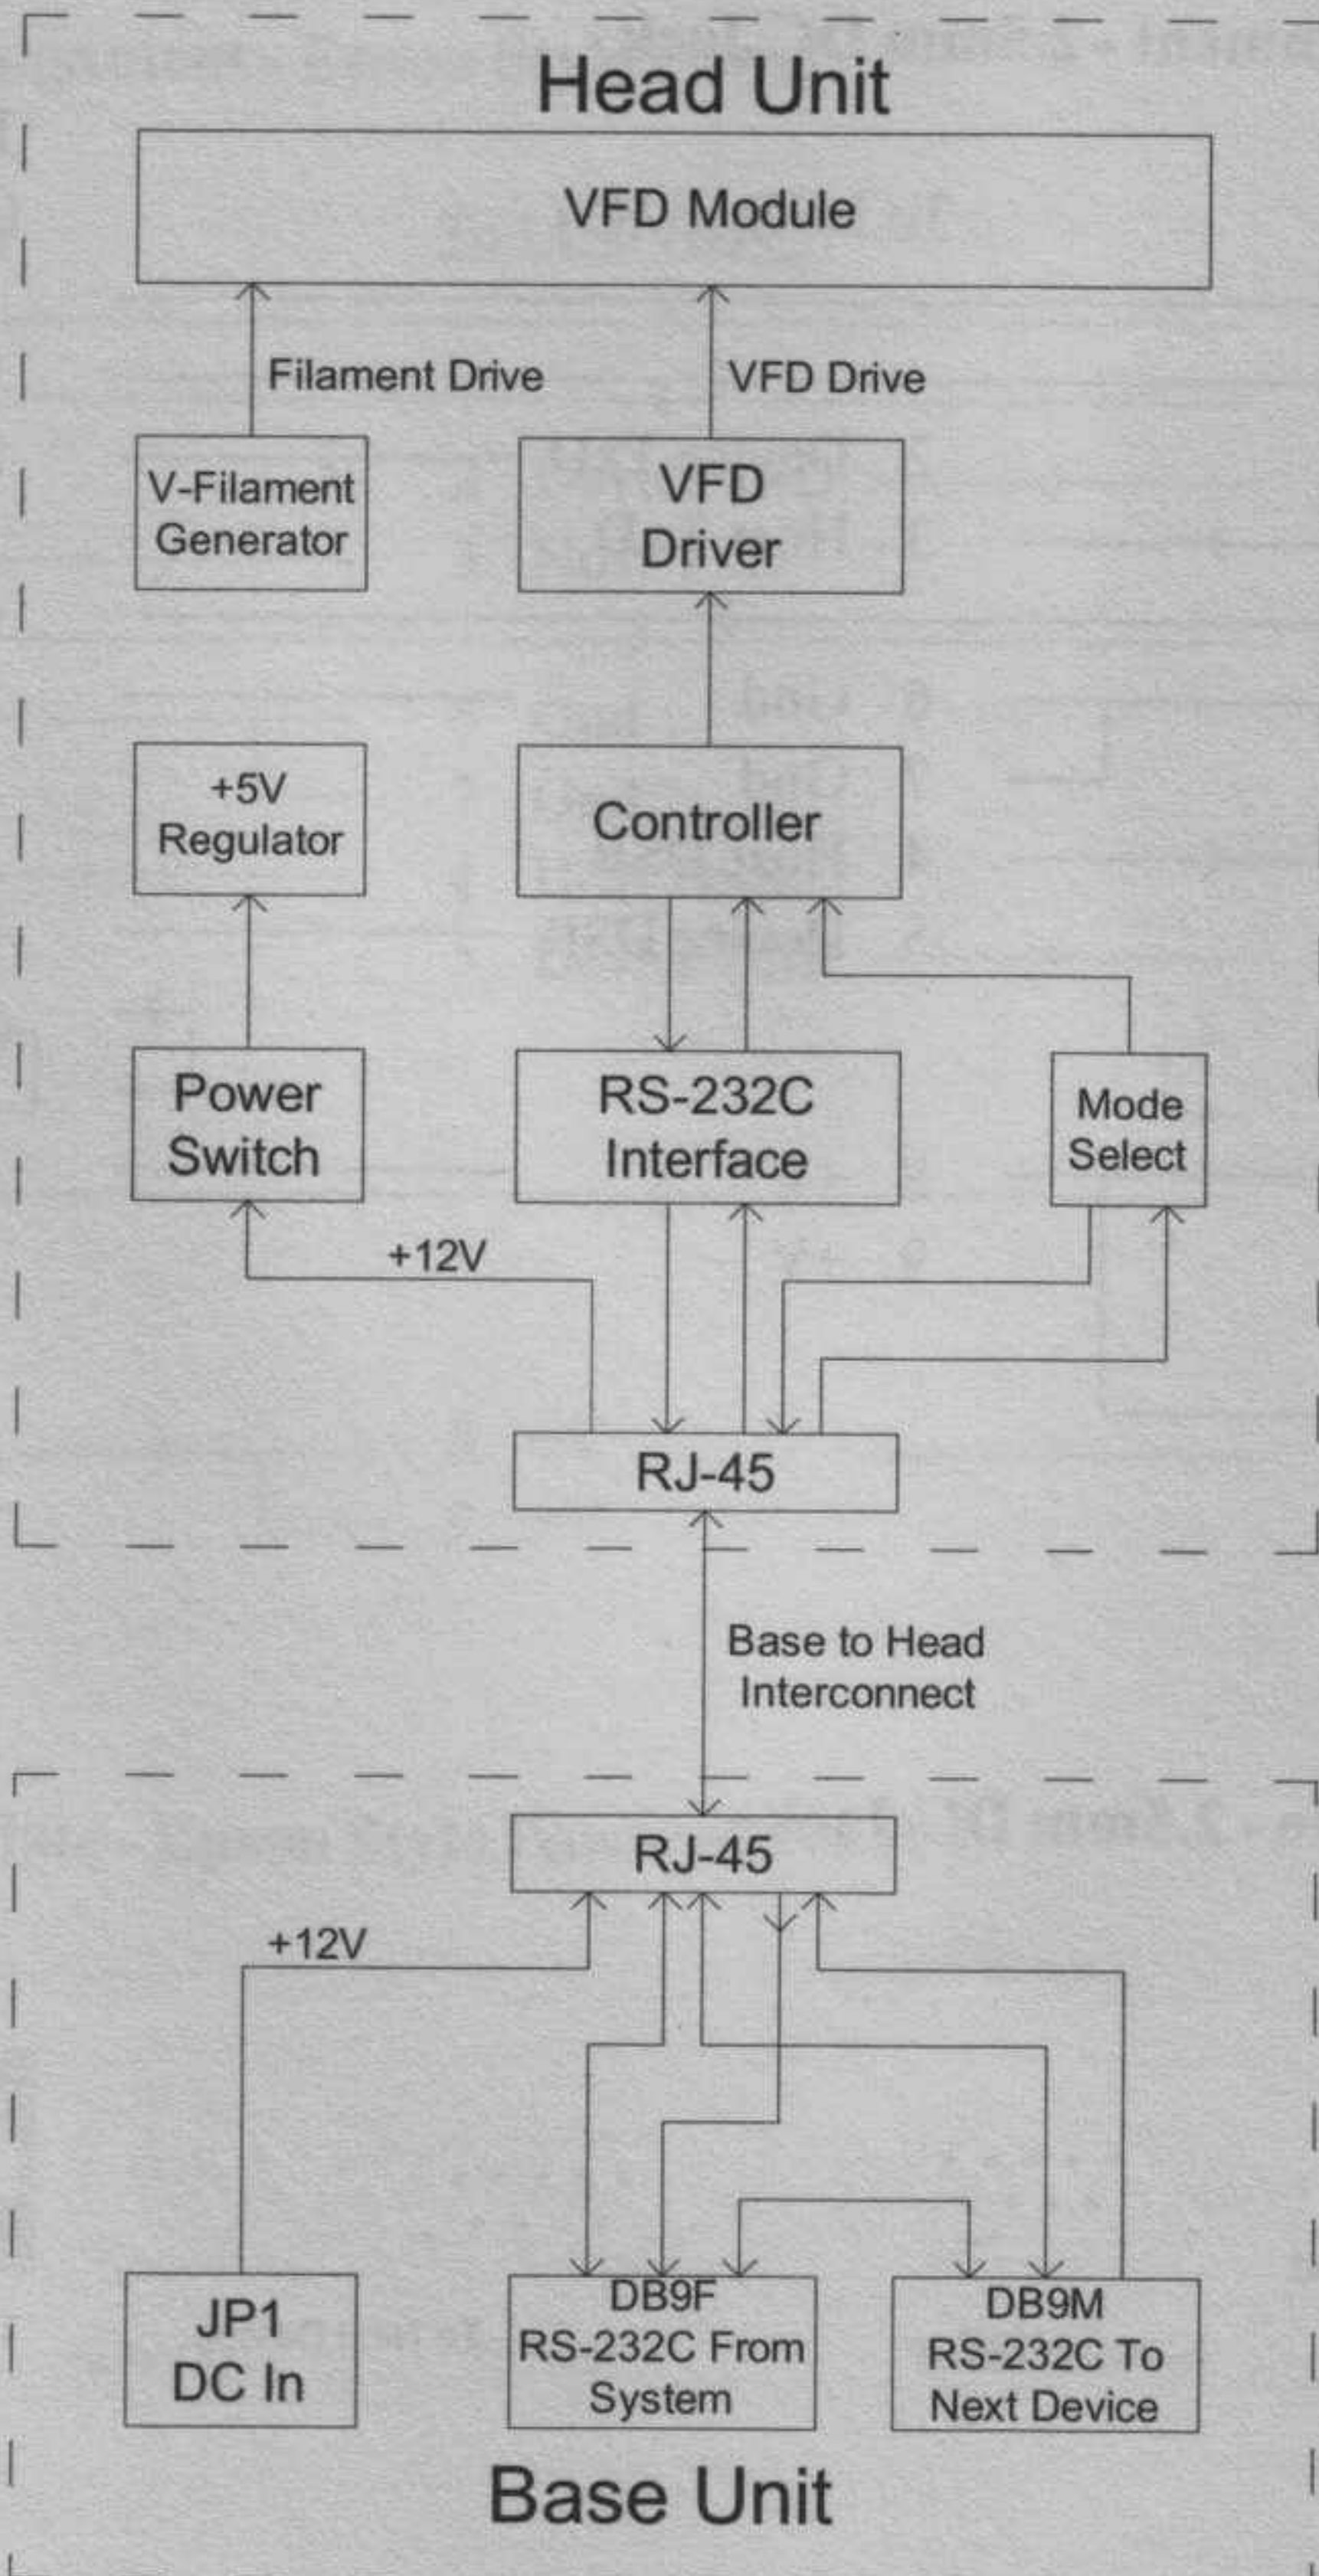 Head Unit
VFD Module
Filament Drive
VFD Drive
V-Filament
Generator
VFD
Driver
+5V
Regulator
Controller
Power
Switch
RS-232C
Interface
Mode
Select
+12V
RJ-45
Base to Head
Interconnect
RJ-45
+12V
JP1
DC In
DB9F
RS-232C From
System
DB9M
RS-232C To
Next Device
Base Unit